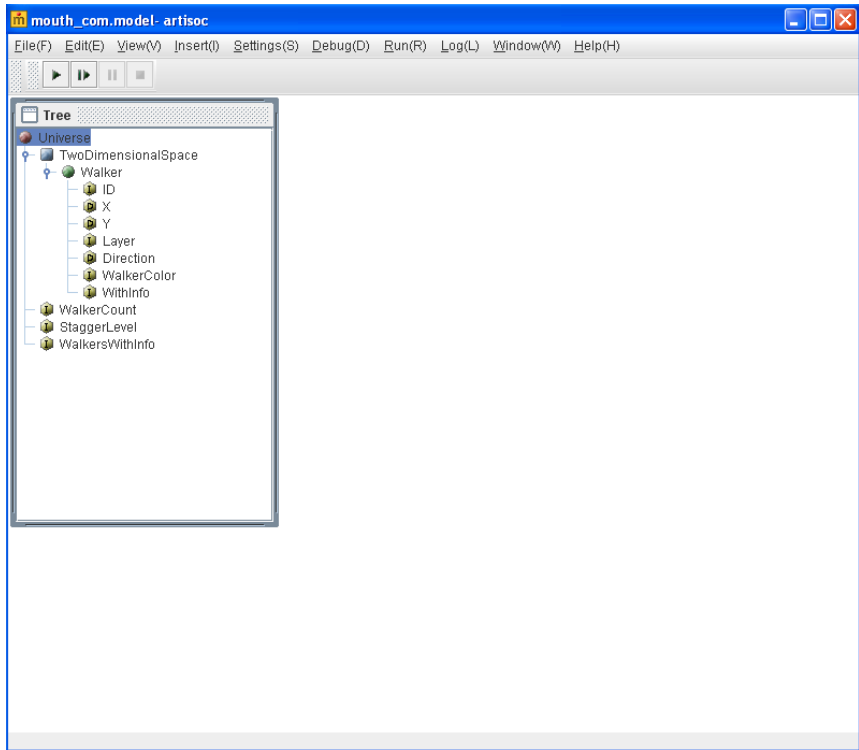 mouth_com.model- artisoc
File(F) Edit(E) View(V) Insert(I) Settings(S) Debug(D) Run(R) Log(L) Window(W) Help(H)
Tree
Universe
TwoDimensionalSpace
Walker
ID
X
Y
Layer
Direction
WalkerColor
WithInfo
WalkerCount
StaggerLevel
WalkersWithInfo